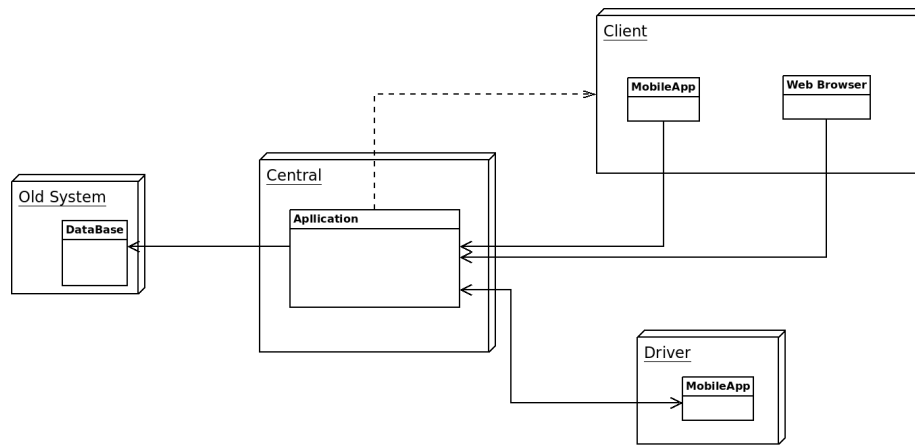 Client
MobileApp
Web Browser
Central
Apllication
Old System
DataBase
Driver
MobileApp